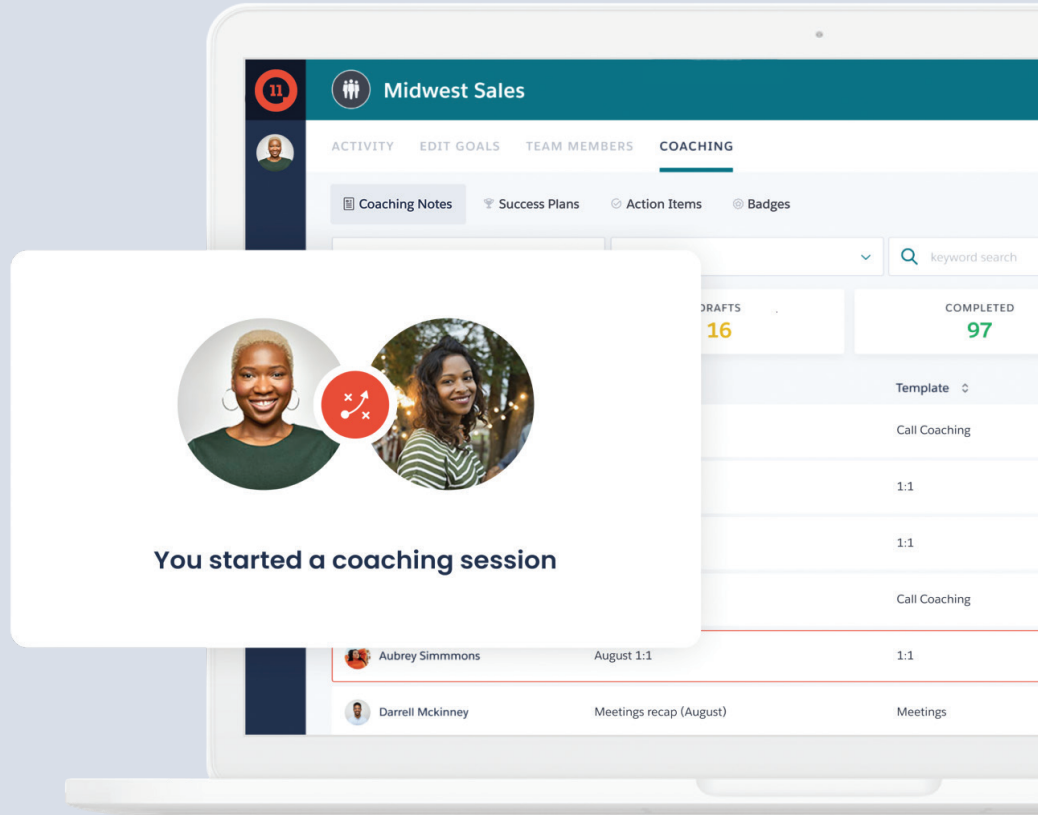 11
Midwest Sales
ACTIVITY EDIT GOALS TEAM MEMBERS COACHING
Coaching Notes Success Plans Action Items Badges
keyword search
COMPLETED
16 97
Template
Call Coaching
1:1
1:1
Call Coaching
You started a coaching session
Aubrey Simmmons August 1:1 1:1
Darrell Mckinney Meetings recap (August) Meetings